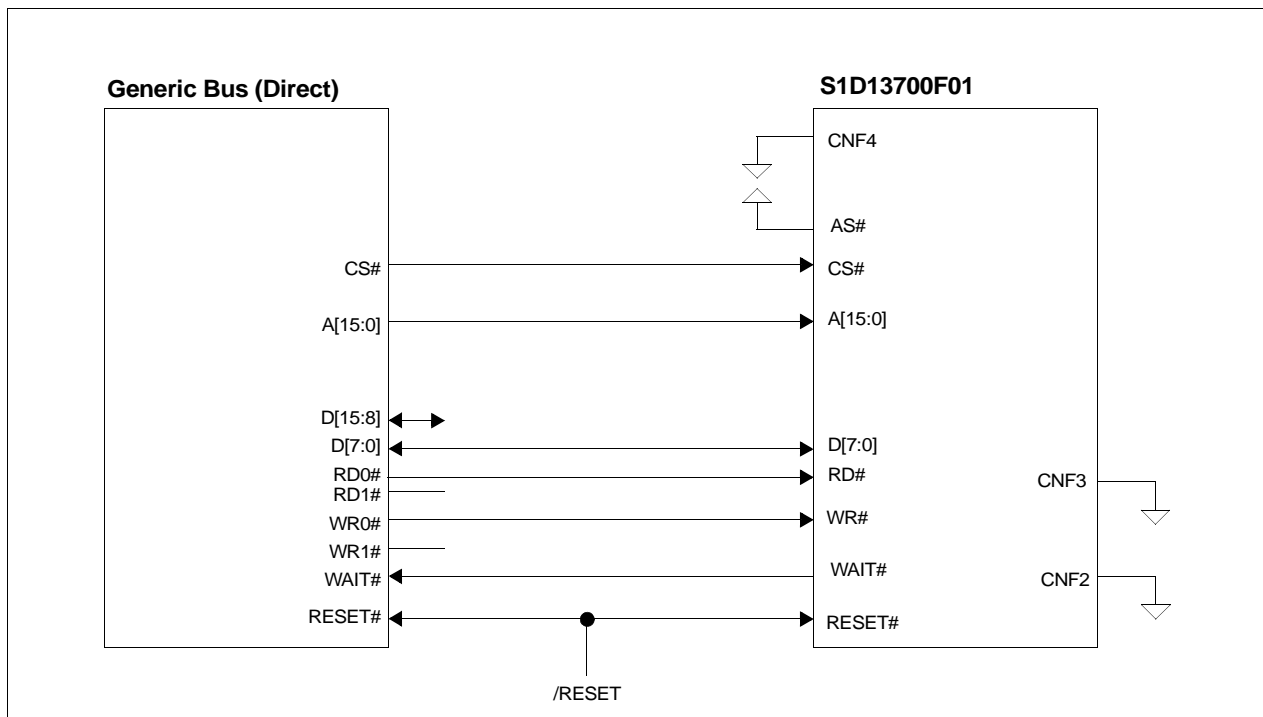 Generic Bus (Direct)
S1D13700F01
CNF4
AS#
CS#
CS#
A[15:0]
A[15:0]
D[15:8]
D[7:0]
D[7:0]
RD0#
RD#
RD1#
CNF3
WR0#
WR#
WR1#
WAIT#
WAIT#
CNF2
RESET#
RESET#
/RESET